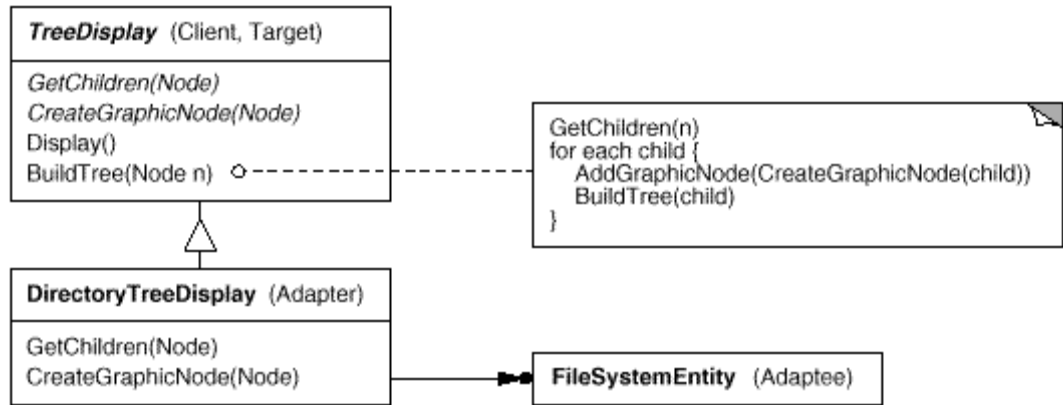 TreeDisplay (Client, Target)
GetChildren(Node)
CreateGraphicNode(Node)
Display()
BuildTree(Node n)
GetChildren(n)
for each child {
AddGraphicNode(CreateGraphicNode(child))
BuildTree(child)
}
DirectoryTreeDisplay (Adapter)
GetChildren(Node)
CreateGraphicNode(Node)
FileSystemEntity (Adaptee)